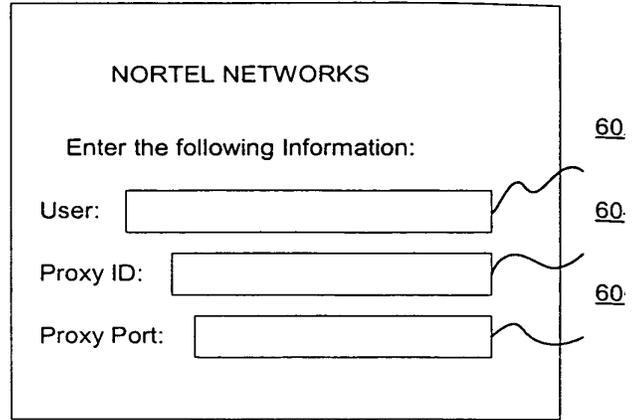 NORTEL NETWORKS
Enter the following Information:
User:
Proxy ID:
Proxy Port: